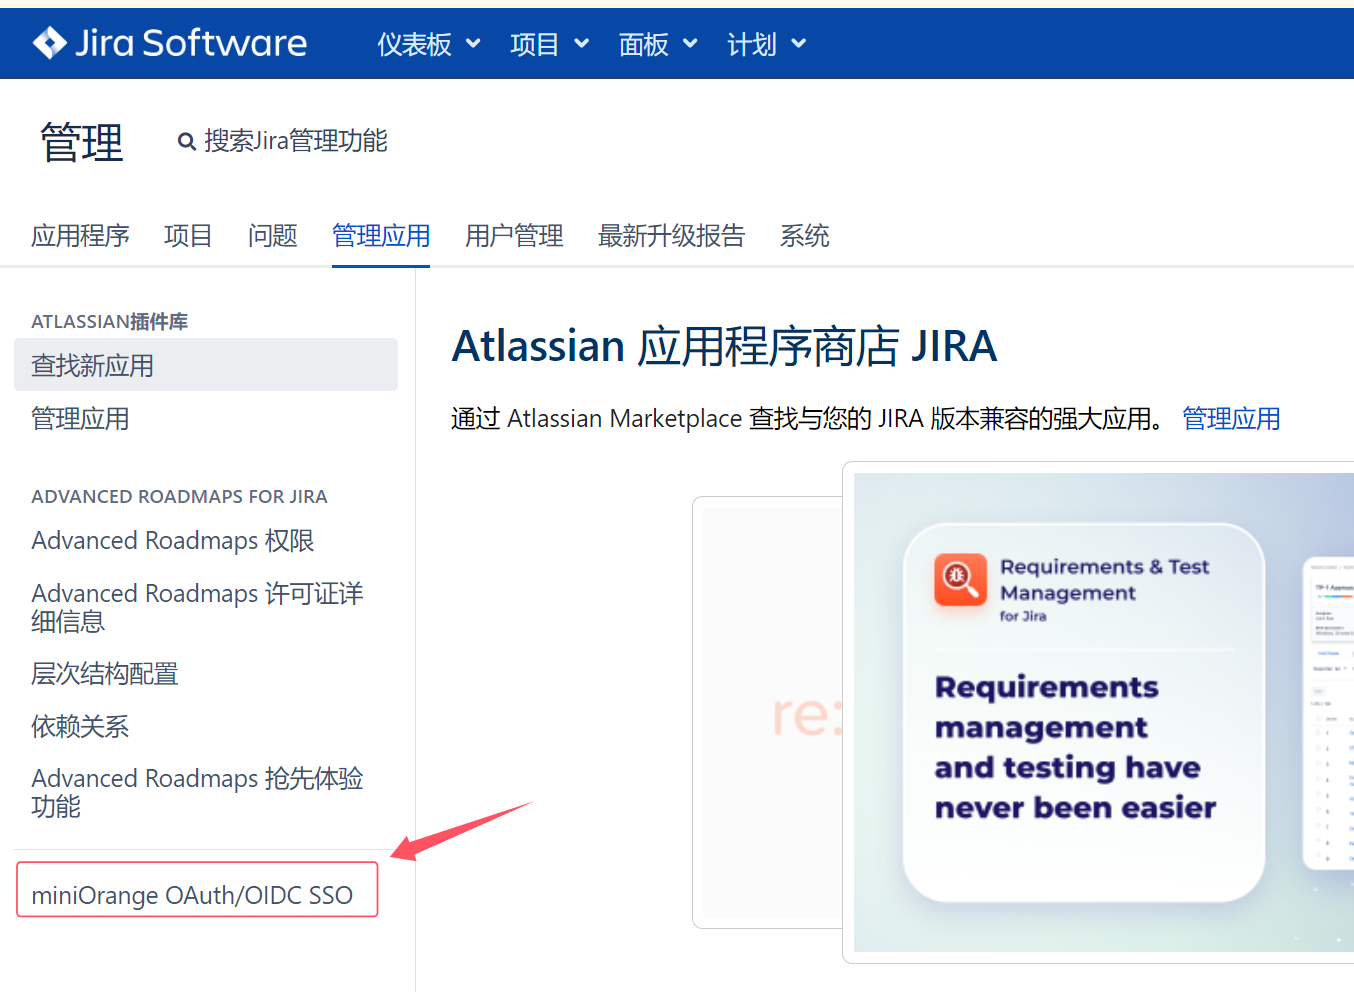 Jira Software 仪表板 项目 面板 计划
管理 搜索Jira管理功能
应用程序 项目 问题 管理应用 用户管理 最新升级报告 系统
ATLASSIAN插件库
查找新应用
管理应用
ADVANCED ROADMAPS FOR JIRA
Advanced Roadmaps 权限
Advanced Roadmaps 许可证详
细信息
层次结构配置
依赖关系
Advanced Roadmaps 抢先体验
功能
miniOrange OAuth/OIDC SSO
Atlassian 应用程序商店 JIRA
通过 Atlassian Marketplace 查找与您的 JIRA 版本兼容的强大应用。 管理应用
re:
Requirements & Test
Management
for Jira
Requirements
management
and testing have
never been easier